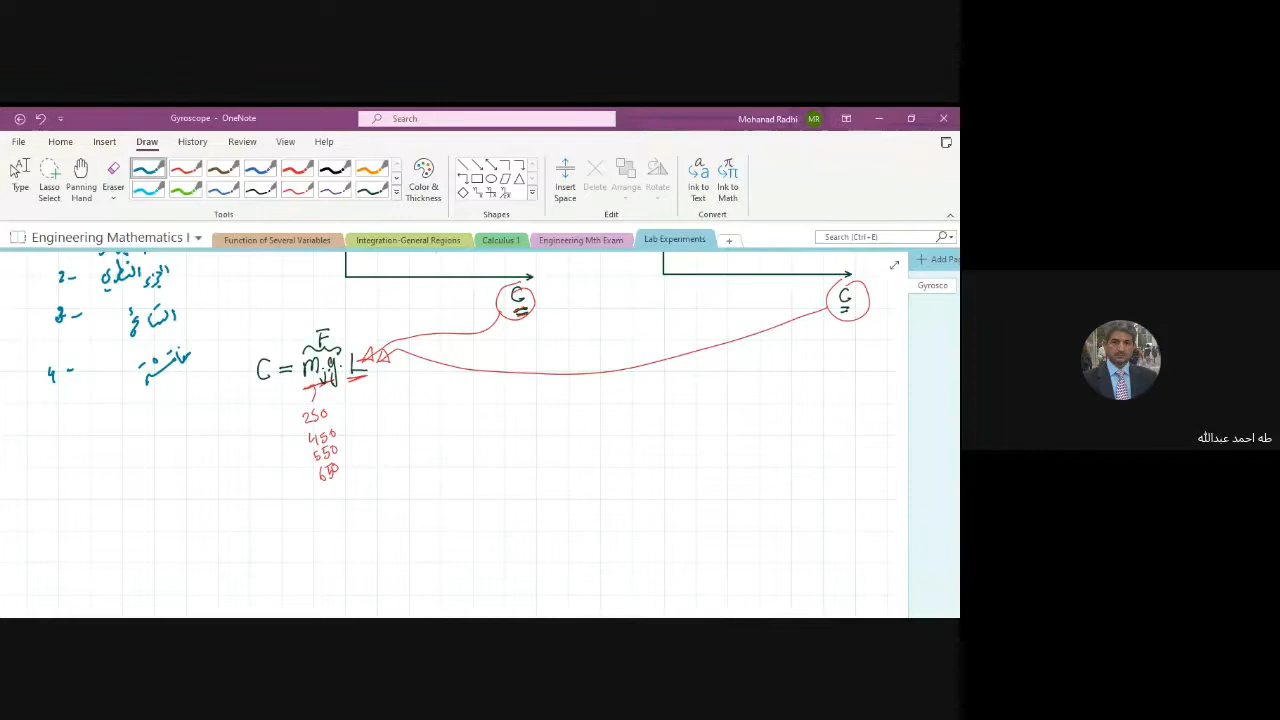 Gyroscope - OneNote
Search
Mohanad Radhi
MR
File Home Insert Draw History Review View Help
Type
Lasso Select
Panning Hand
Eraser
Color & Thickness
Insert Space
Delete
Arrange
Rotate
Ink to Text
Ink to Math
Tools
Shapes
Edit
Convert
Engineering Mathematics I
Function of Several Variables
Integration-General Regions
Calculus 1
Engineering Mth Exam
Lab Expenments
Search (Ctrl+E)
Add Pa
Gyrosco
2- الجزء النظري
3-
4- مناقشة
C
C
F
C = m.g. L
250
450
550
650
طه احمد عبدالله